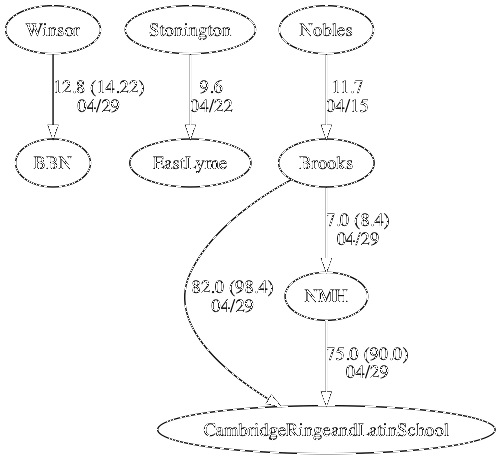 Winsor
Stonington
Nobles
12.8 (14.22)
04/29
9.6
04/22
11.7
04/15
BBN
EastLyme
Brooks
7.0 (8.4)
04/29
82.0 (98.4)
04/29
NMH
75.0 (90.0)
04/29
CambridgeRingeandLatinSchool